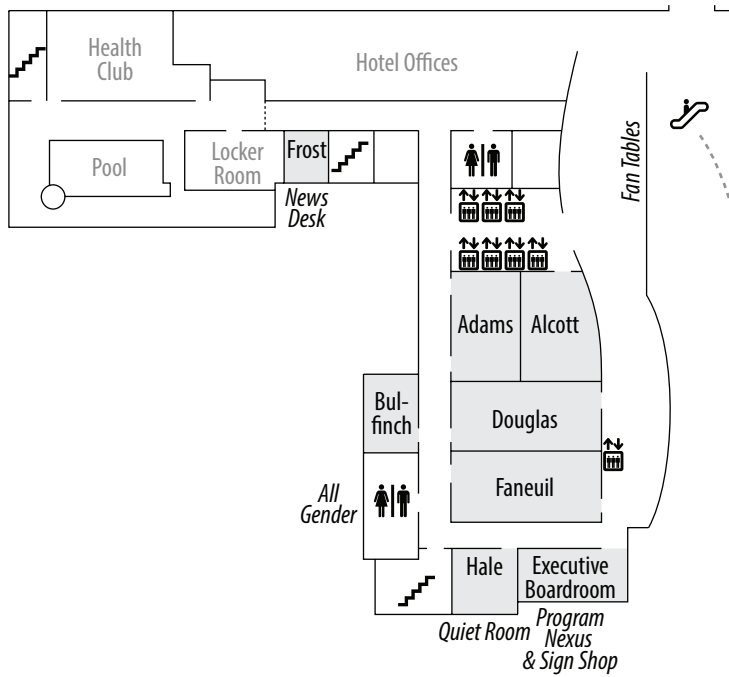 Health
Club
Hotel Offices
Fan Tables
Pool
Locker
Room
Frost
News
Desk
Adams
Alcott
Bul-
finch
Douglas
Faneuil
All
Gender
Hale
Executive
Boardroom
Quiet Room
Program
Nexus
& Sign Shop